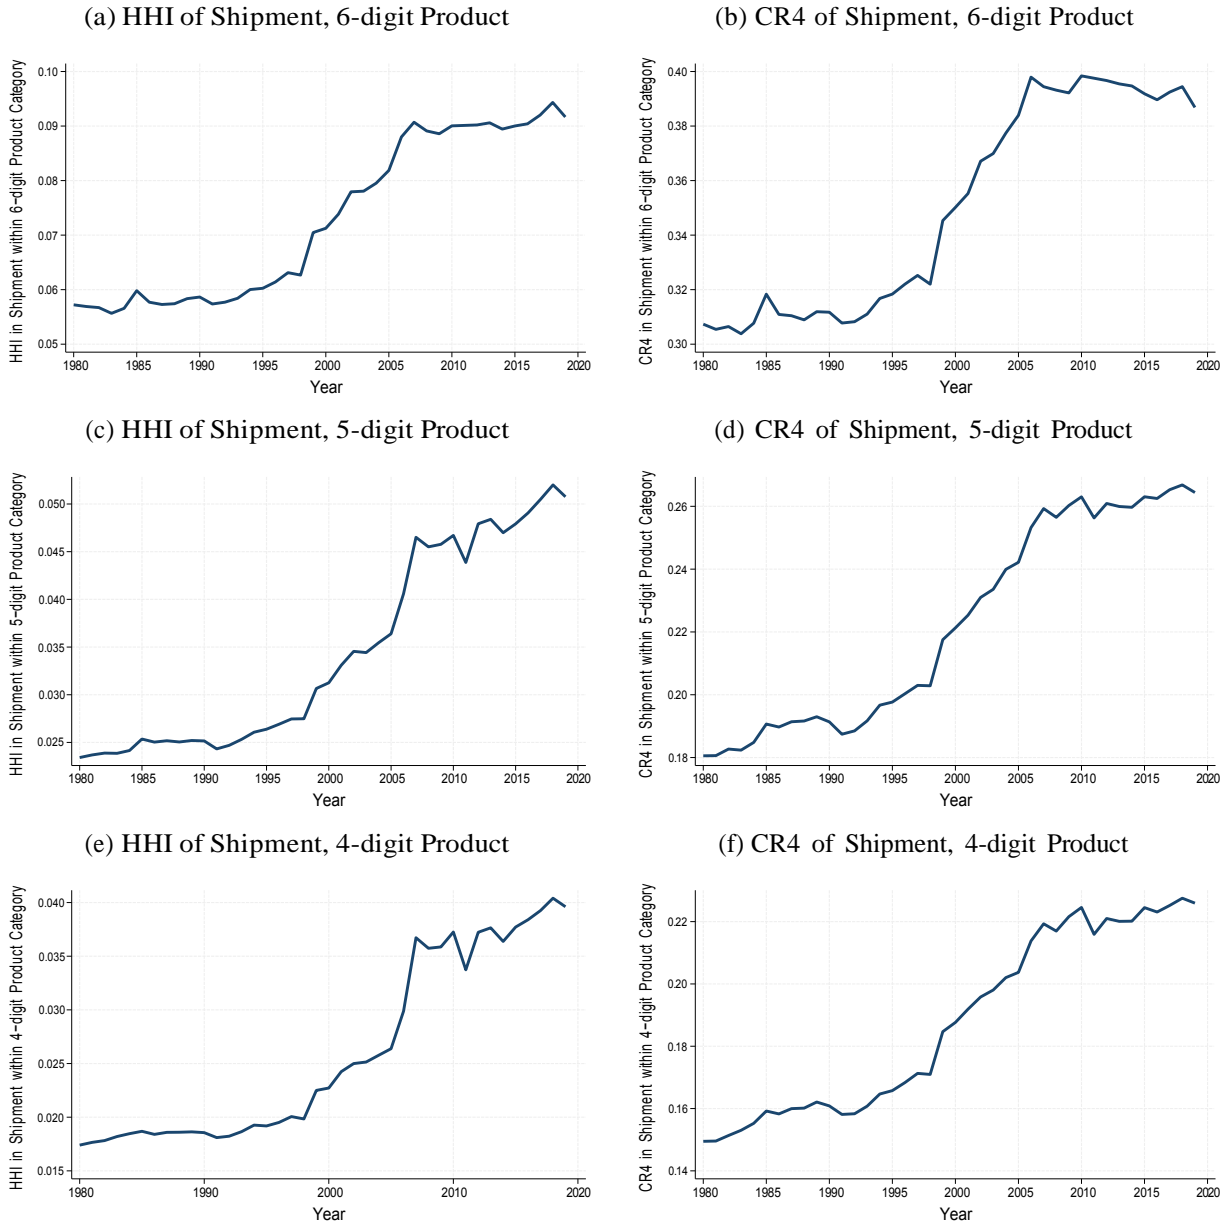 (a) HHI of Shipment, 6-digit Product
HHI in Shipment within 6-digit Product Category
0.10
0.09
0.08
0.07
0.06
0.05
1980 1985 1990 1995 2000 2005 2010 2015 2020
Year
(b) CR4 of Shipment, 6-digit Product
CR4 in Shipment within 6-digit Product Category
0.40
0.38
0.36
0.34
0.32
0.30
1980 1985 1990 1995 2000 2005 2010 2015 2020
Year
(c) HHI of Shipment, 5-digit Product
HHI in Shipment within 5-digit Product Category
0.050
0.045
0.040
0.035
0.030
0.025
1980 1985 1990 1995 2000 2005 2010 2015 2020
Year
(d) CR4 of Shipment, 5-digit Product
CR4 in Shipment within 5-digit Product Category
0.26
0.24
0.22
0.20
0.18
1980 1985 1990 1995 2000 2005 2010 2015 2020
Year
(e) HHI of Shipment, 4-digit Product
HHI in Shipment within 4-digit Product Category
0.040
0.035
0.030
0.025
0.020
0.015
1980 1990 2000 2010 2020
Year
(f) CR4 of Shipment, 4-digit Product
CR4 in Shipment within 4-digit Product Category
0.22
0.20
0.18
0.16
0.14
1980 1985 1990 1995 2000 2005 2010 2015 2020
Year